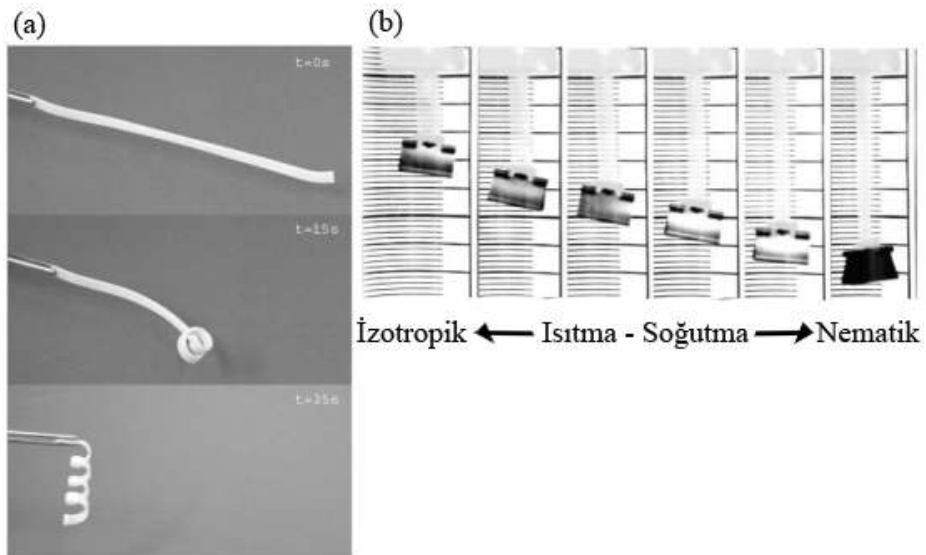 (a)
(b)
t=0s
t=15s
t=35s
İzotropik
Isıtma - Soğutma
Nematik